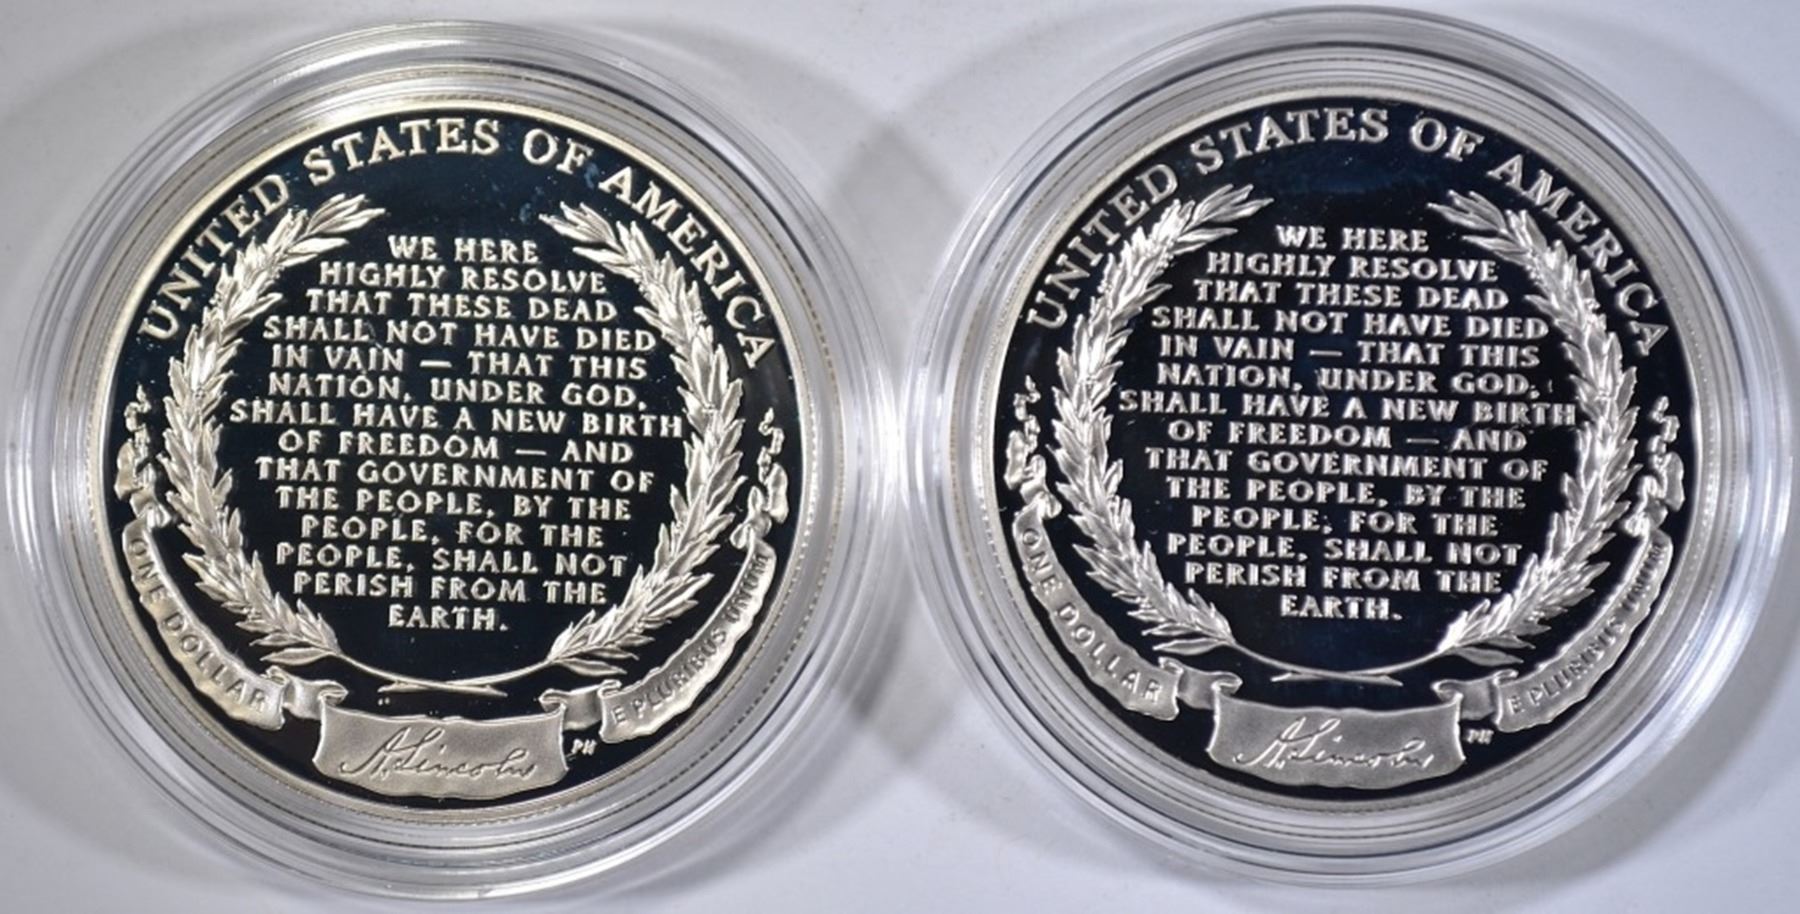 UNITED STATES OF AMERICA
WE HERE
HIGHLY RESOLVE
THAT THESE DEAD
SHALL NOT HAVE DIED
IN VAIN — THAT THIS
NATION, UNDER GOD,
SHALL HAVE A NEW BIRTH
OF FREEDOM — AND
THAT GOVERNMENT OF
THE PEOPLE, BY THE
PEOPLE, FOR THE
PEOPLE, SHALL NOT
PERISH FROM THE
EARTH.
ONE DOLLAR
A. Lincoln
PH
E PLURIBUS UNUM
UNITED STATES OF AMERICA
WE HERE
HIGHLY RESOLVE
THAT THESE DEAD
SHALL NOT HAVE DIED
IN VAIN — THAT THIS
NATION, UNDER GOD,
SHALL HAVE A NEW BIRTH
OF FREEDOM — AND
THAT GOVERNMENT OF
THE PEOPLE, BY THE
PEOPLE, FOR THE
PEOPLE, SHALL NOT
PERISH FROM THE
EARTH.
ONE DOLLAR
A. Lincoln
PH
E PLURIBUS UNUM